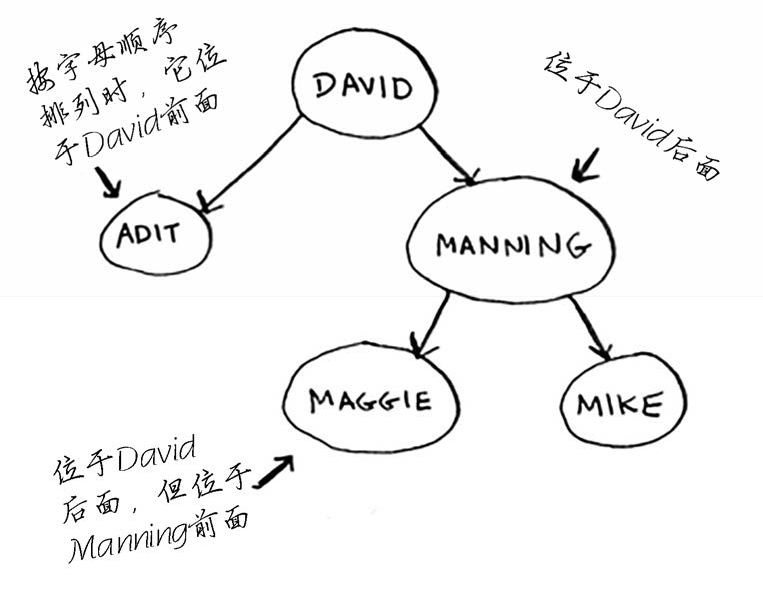 按字母顺序
排列时，它位
于David前面
DAVID
位于David后面
ADIT
MANNING
MAGGIE
MIKE
位于David
后面，但位于
Manning前面